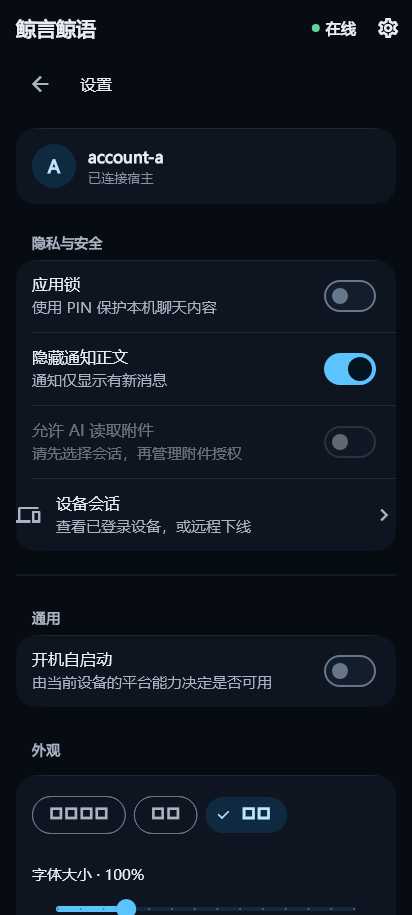 鲸言鲸语
在线
设置
A
account-a
已连接宿主
隐私与安全
应用锁
使用 PIN 保护本机聊天内容
隐藏通知正文
通知仅显示有新消息
允许 AI 读取附件
请先选择会话，再管理附件授权
设备会话
查看已登录设备，或远程下线
通用
开机自启动
由当前设备的平台能力决定是否可用
外观
字体大小 · 100%